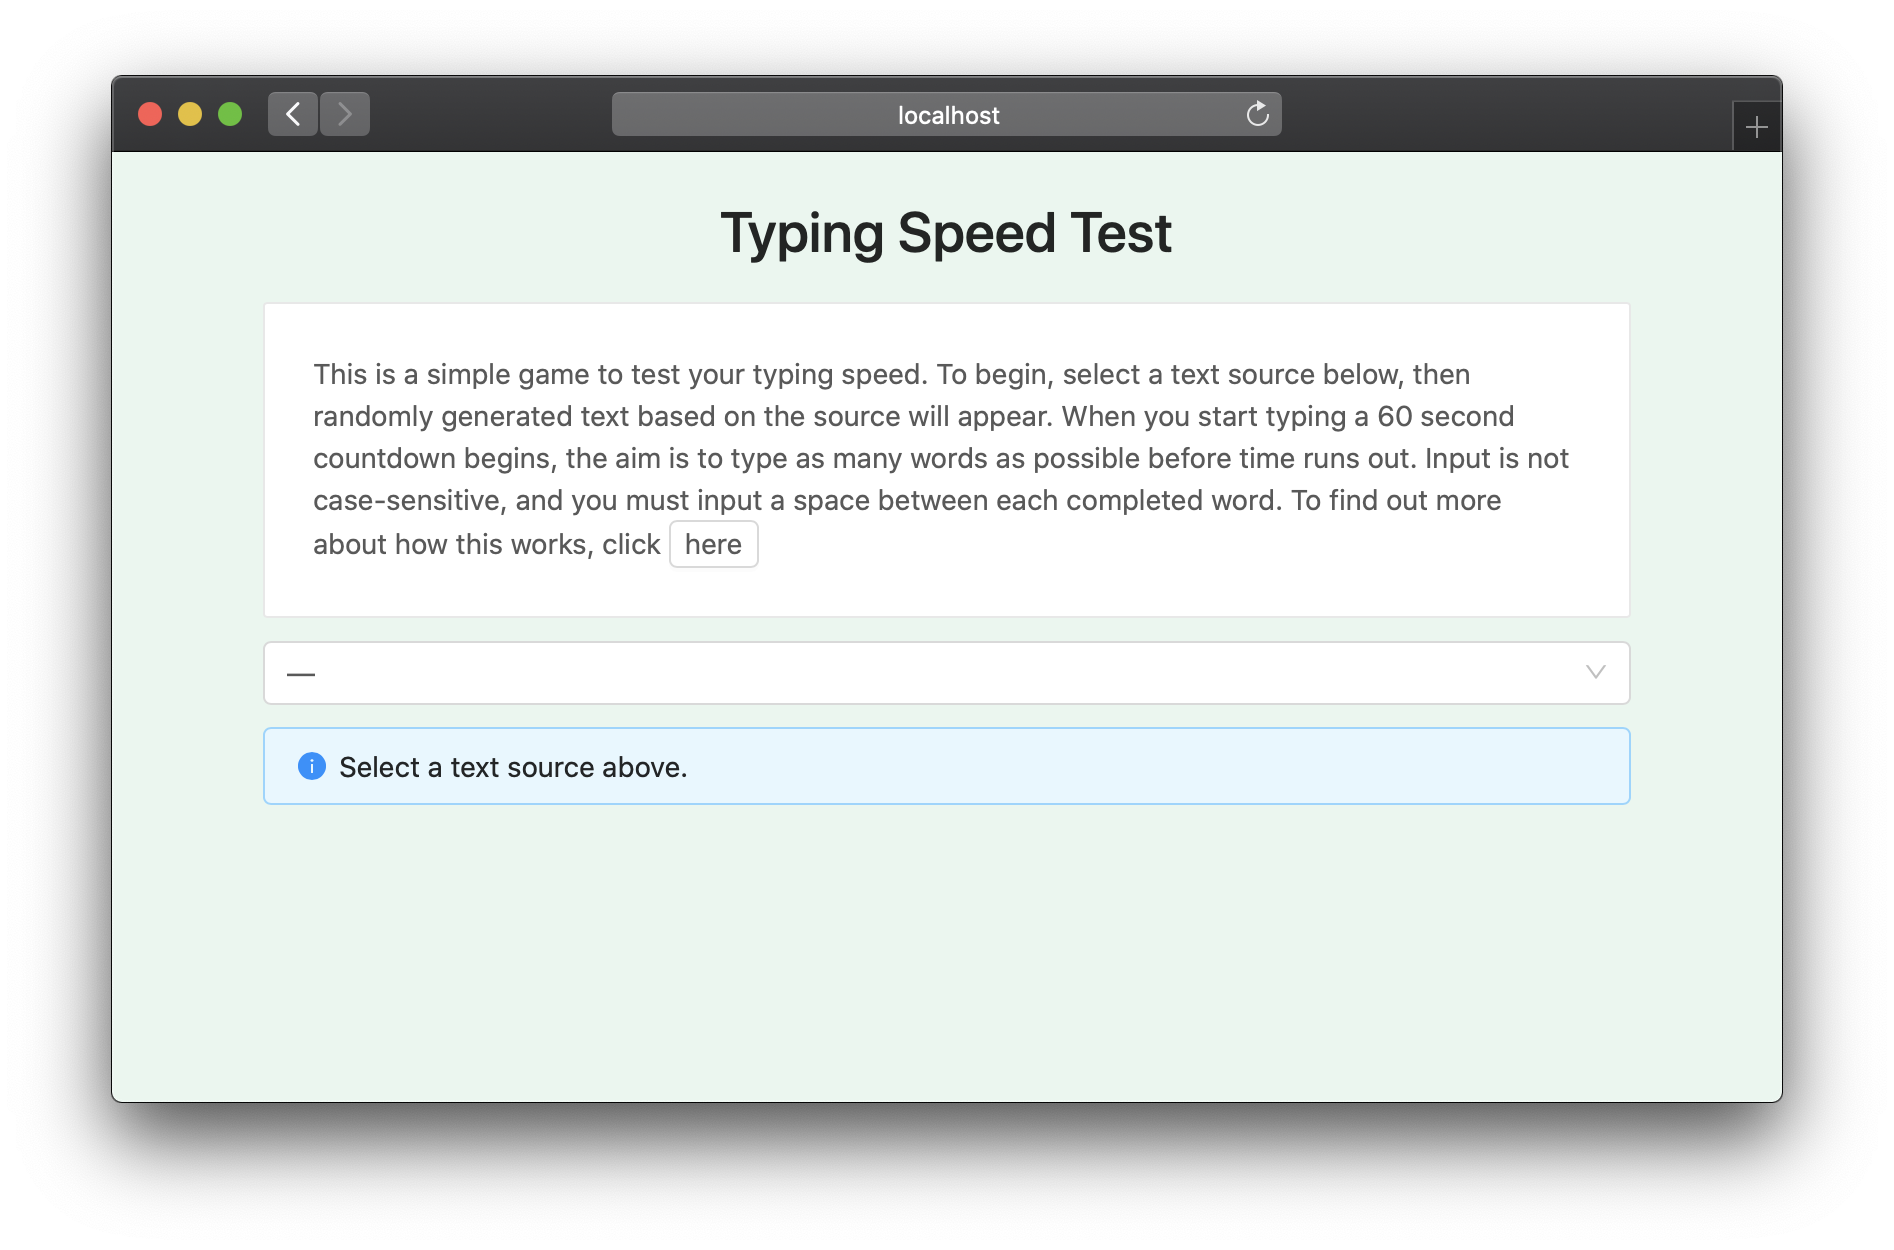 localhost
Typing Speed Test
This is a simple game to test your typing speed. To begin, select a text source below, then
randomly generated text based on the source will appear. When you start typing a 60 second
countdown begins, the aim is to type as many words as possible before time runs out. Input is not
case-sensitive, and you must input a space between each completed word. To find out more
about how this works, click here
—
Select a text source above.